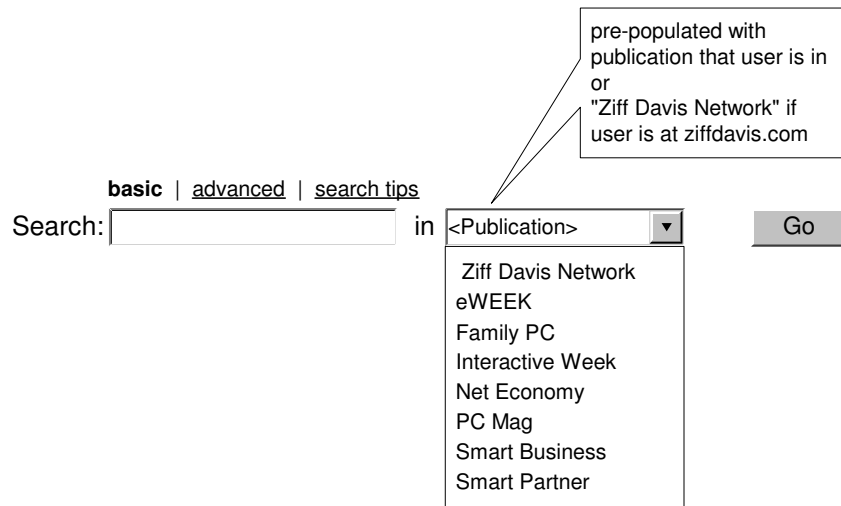 pre-populated with
publication that user is in
or
"Ziff Davis Network" if
user is at ziffdavis.com
basic | advanced | search tips
Search: in <Publication> Go
Ziff Davis Network
eWEEK
Family PC
Interactive Week
Net Economy
PC Mag
Smart Business
Smart Partner